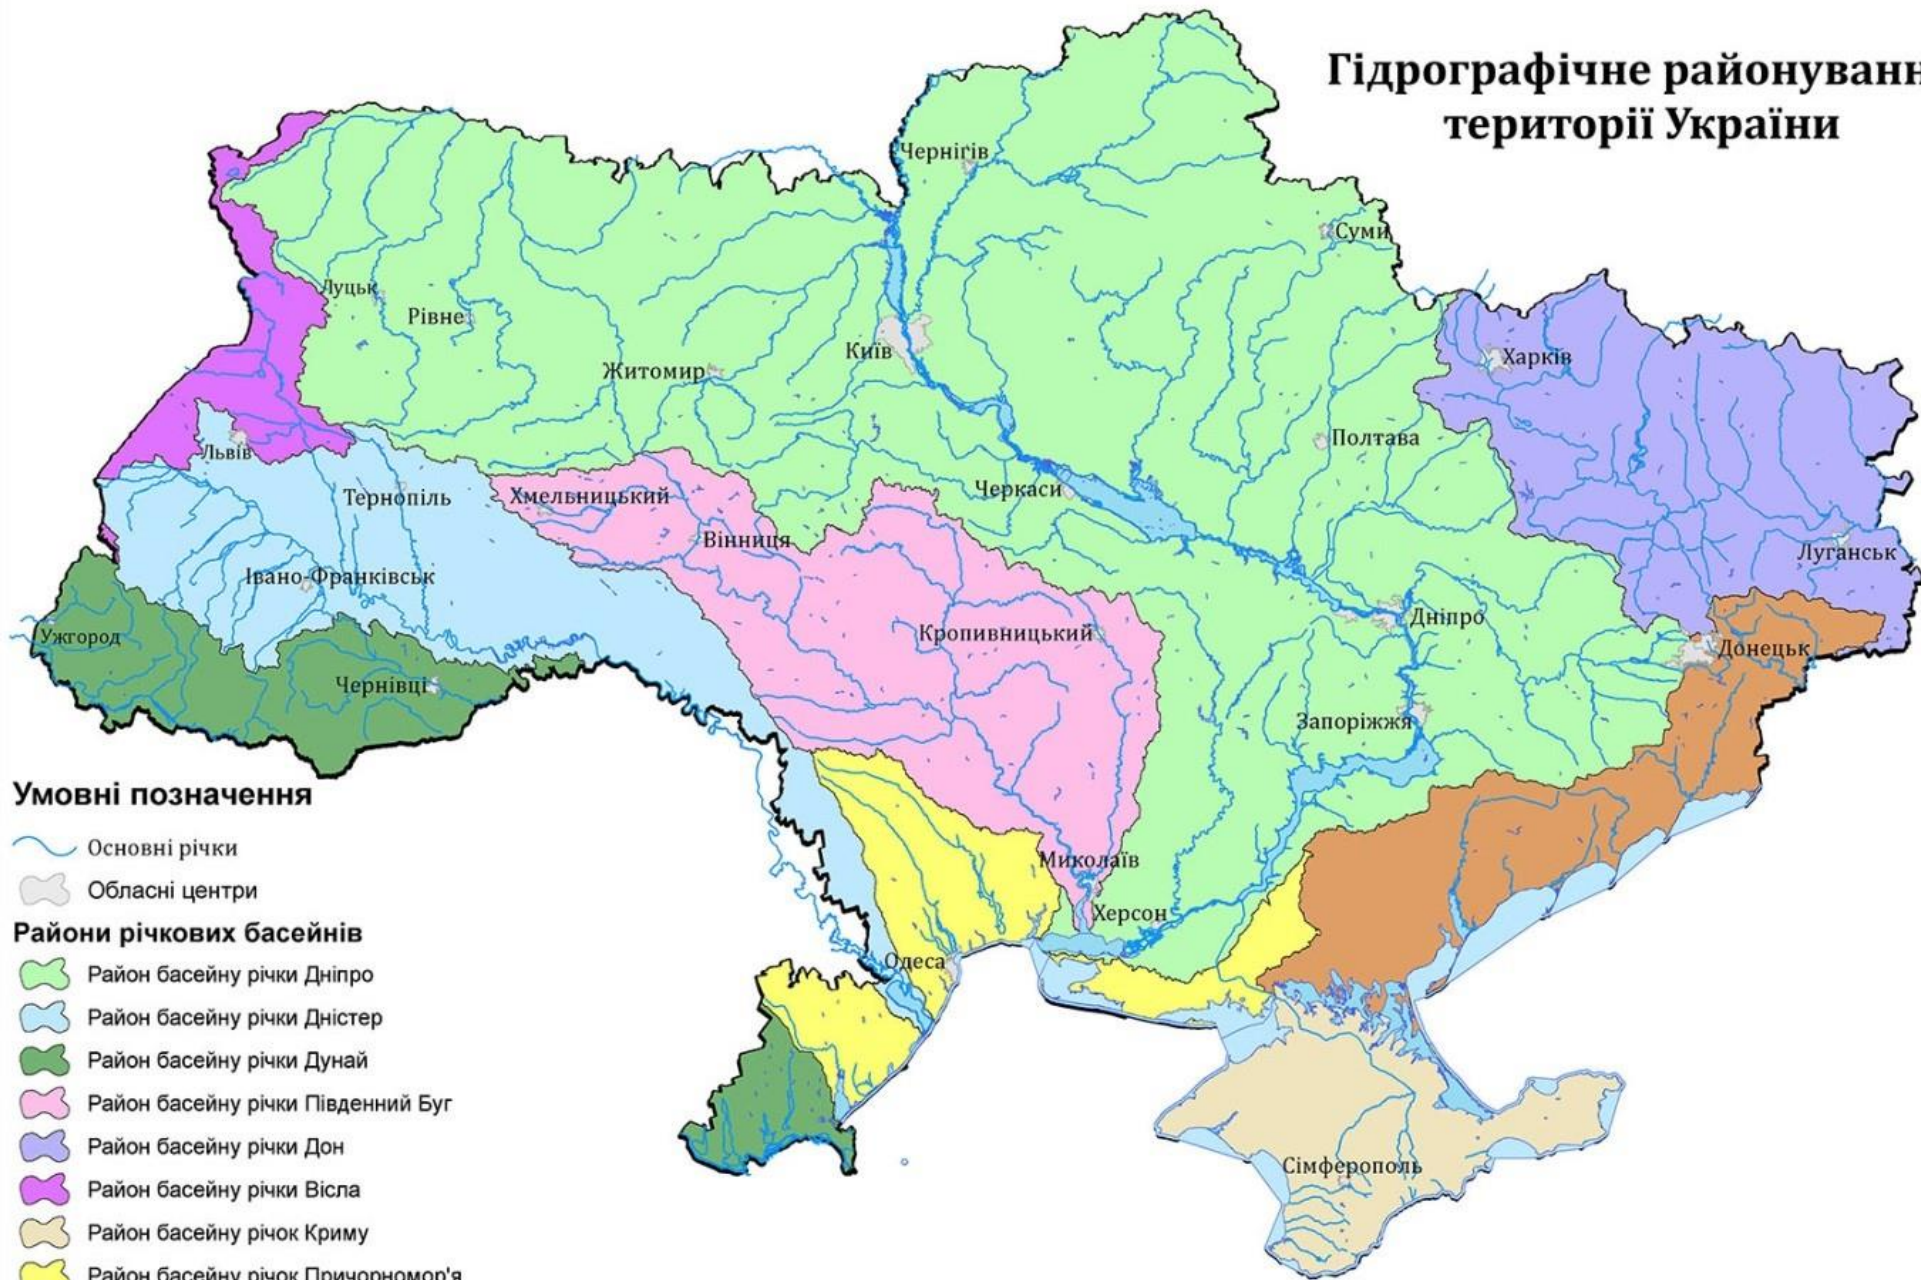 Гідрографічне районуванн
території України
Чернігів
Суми
Луцьк
Рівне
Київ
Житомир
Харків
Львів
Полтава
Тернопіль
Хмельницький
Черкаси
Вінниця
Луганськ
Івано-Франківськ
Дніпро
Ужгород
Кропивницький
Донецьк
Чернівці
Запоріжжя
Миколаїв
Херсон
Одеса
Сімферополь
Умовні позначення
Основні річки
Обласні центри
Райони річкових басейнів
Район басейну річки Дніпро
Район басейну річки Дністер
Район басейну річки Дунай
Район басейну річки Південний Буг
Район басейну річки Дон
Район басейну річки Вісла
Район басейну річок Криму
Район басейну річок Причорномор'я